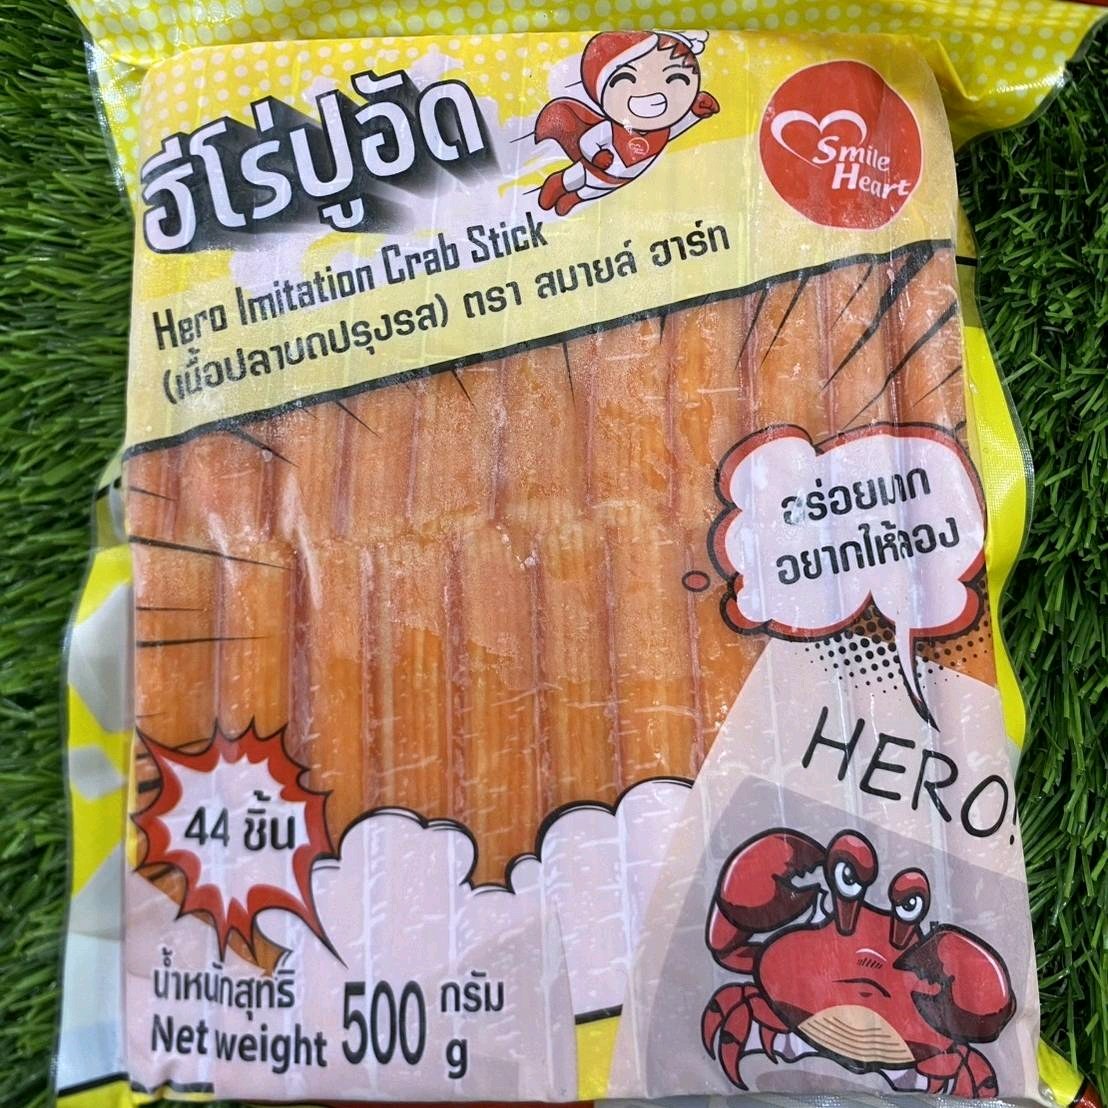 ฮีโร่ปูอัด
Smile
Heart
Hero Imitation Crab Stick
(เนื้อปลาบดปรุงรส) ตรา สมายล์ ฮาร์ท
อร่อยมาก
อยากให้ลอง
HERO!
44 ชิ้น
น้ำหนักสุทธิ 500 กรัม
Net weight g